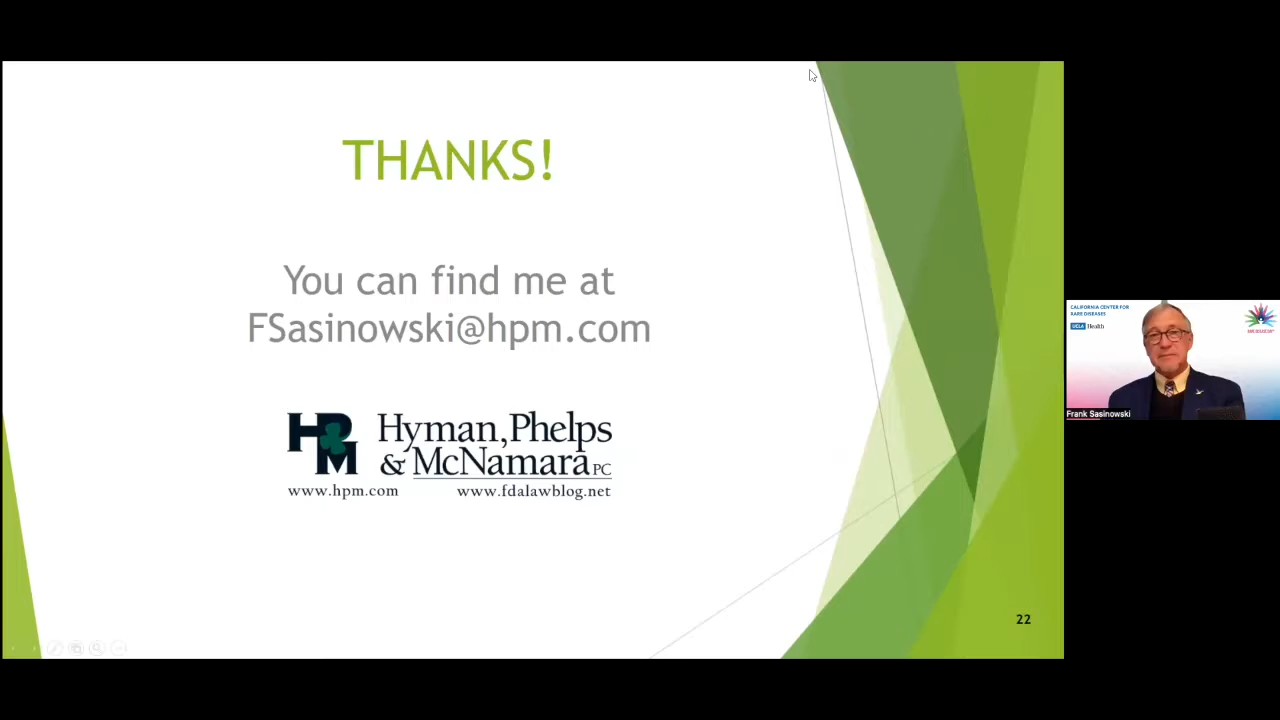 THANKS!
You can find me at
FSasinowski@hpm.com
HPM
Hyman, Phelps
& McNamara PC
www.hpm.com www.fdalawblog.net
22
CALIFORNIA CENTER FOR
RARE DISEASES
UCLA Health
Frank Sasinowski